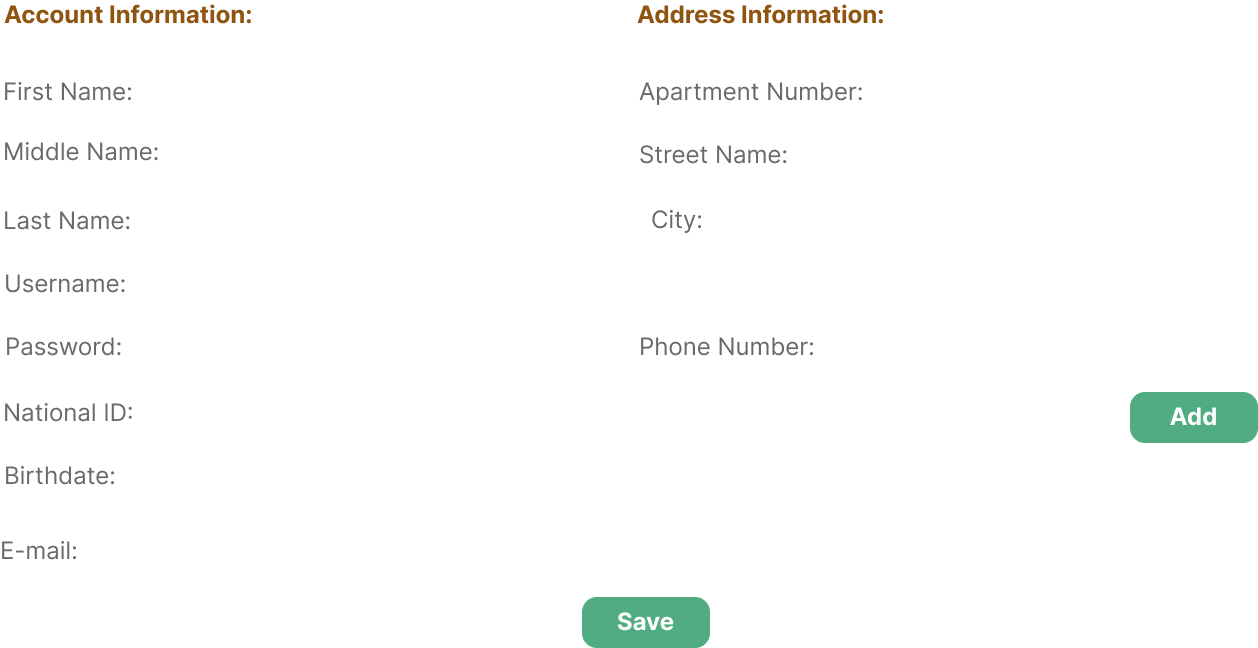 Account Information:
First Name:
Middle Name:
Last Name:
Username:
Password:
National ID:
Birthdate:
E-mail:
Address Information:
Apartment Number:
Street Name:
City:
Phone Number:
Add
Save